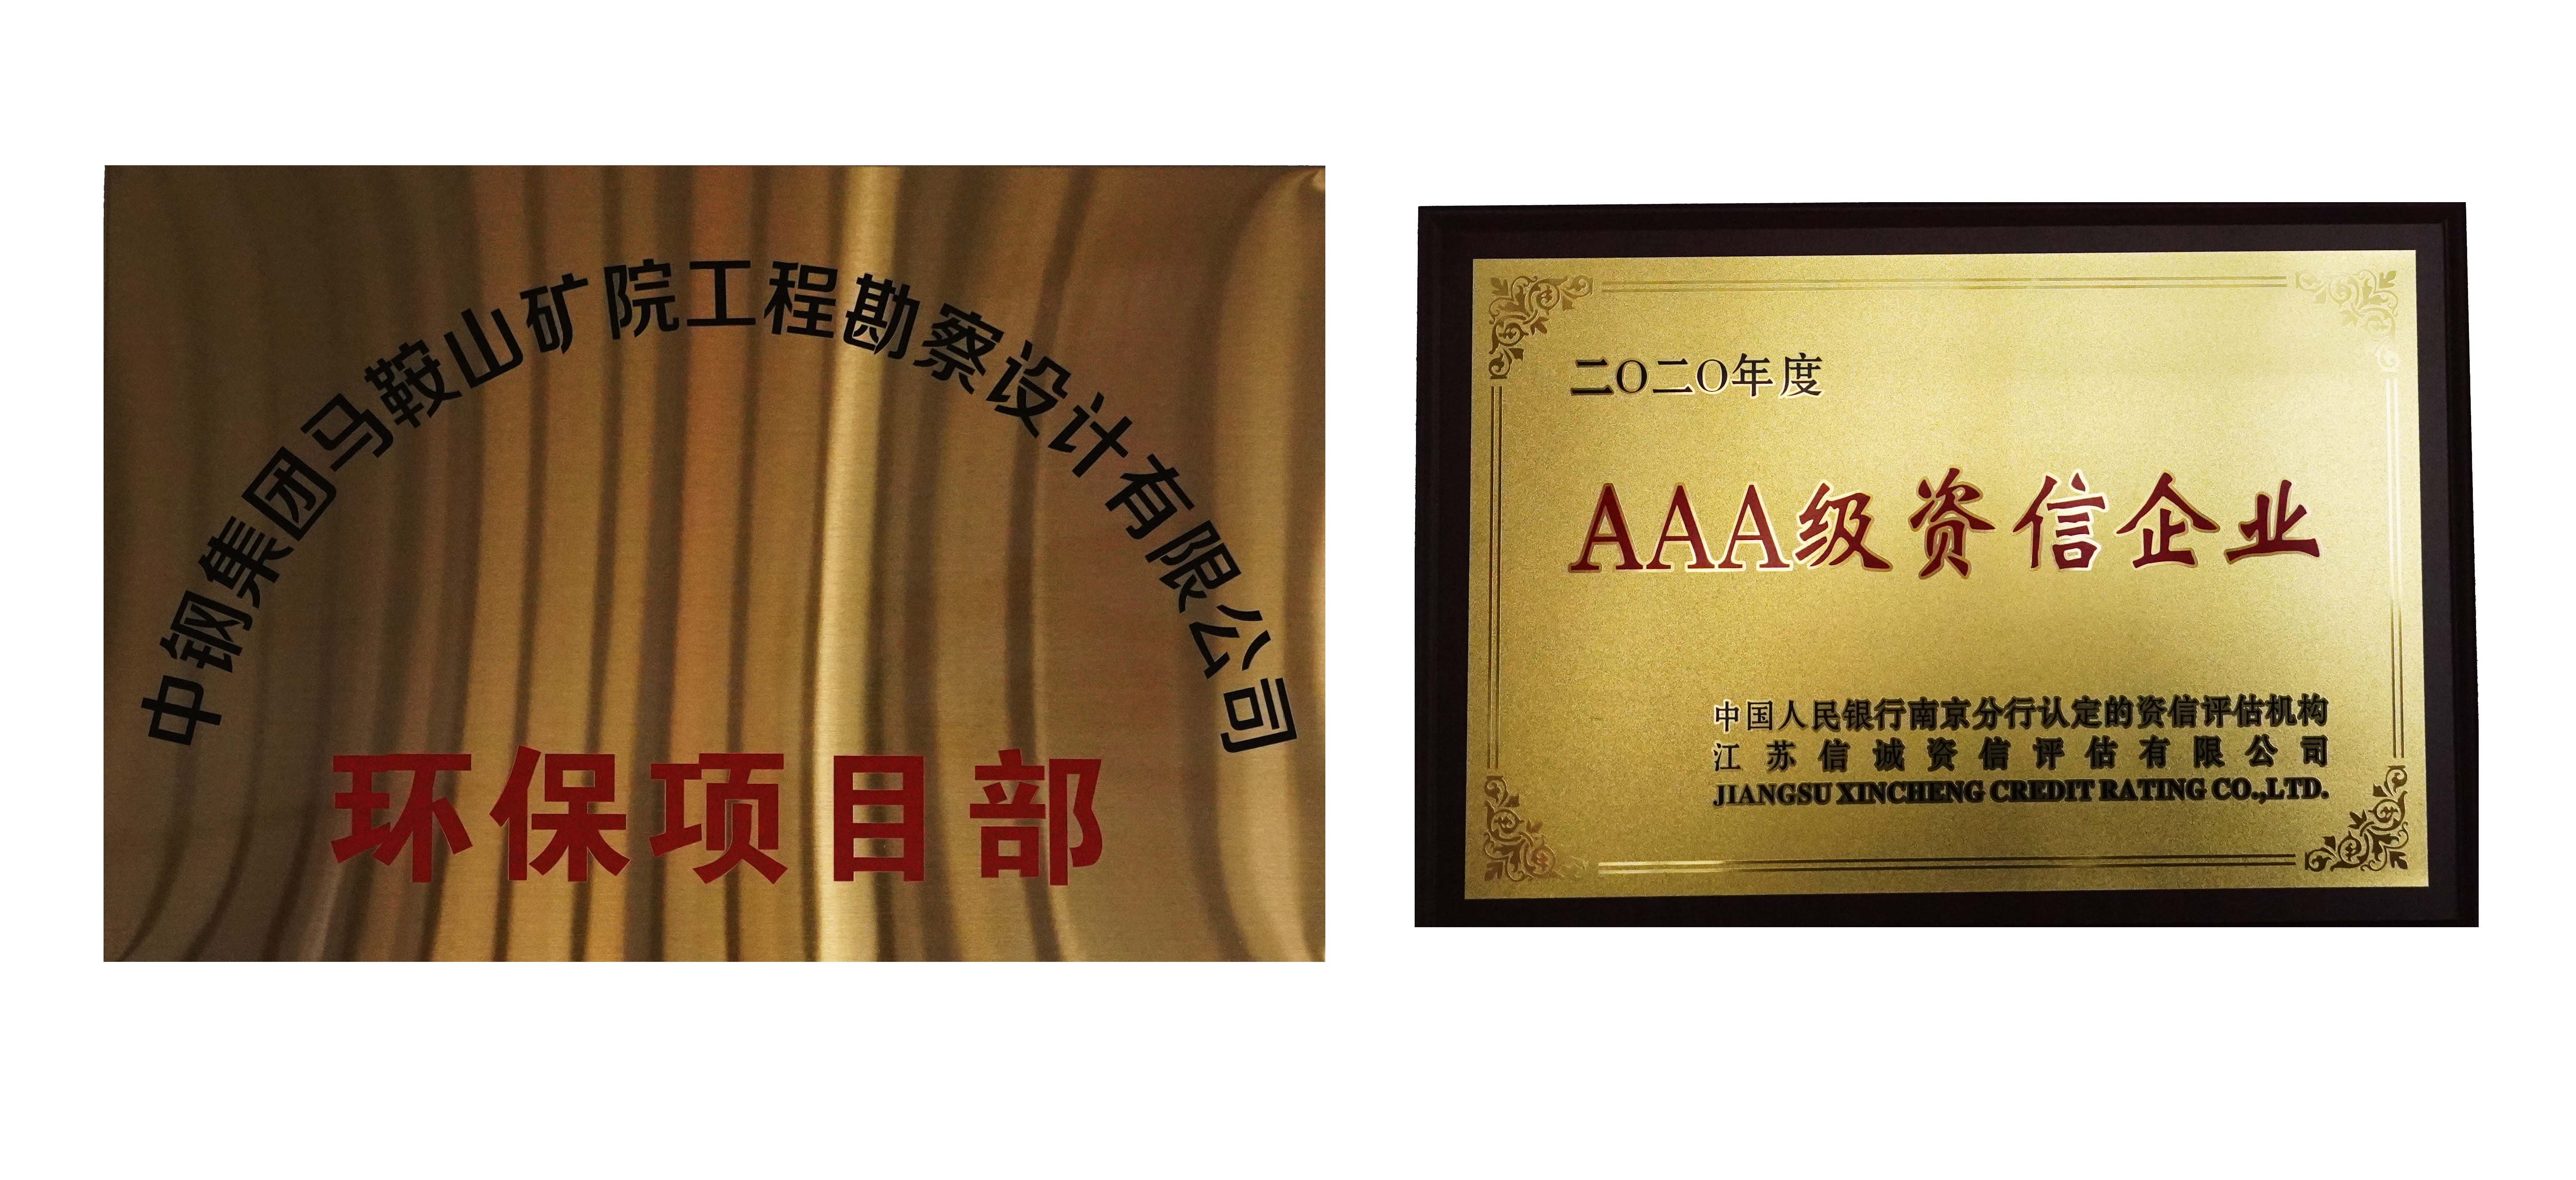 中钢集团马鞍山矿院工程勘察设计有限公司
环保项目部
二〇二〇年度
AAA级资信企业
中国人民银行南京分行认定的资信评估机构
江苏信诚资信评估有限公司
JIANGSU XINCHENG CREDIT RATING CO.,LTD.